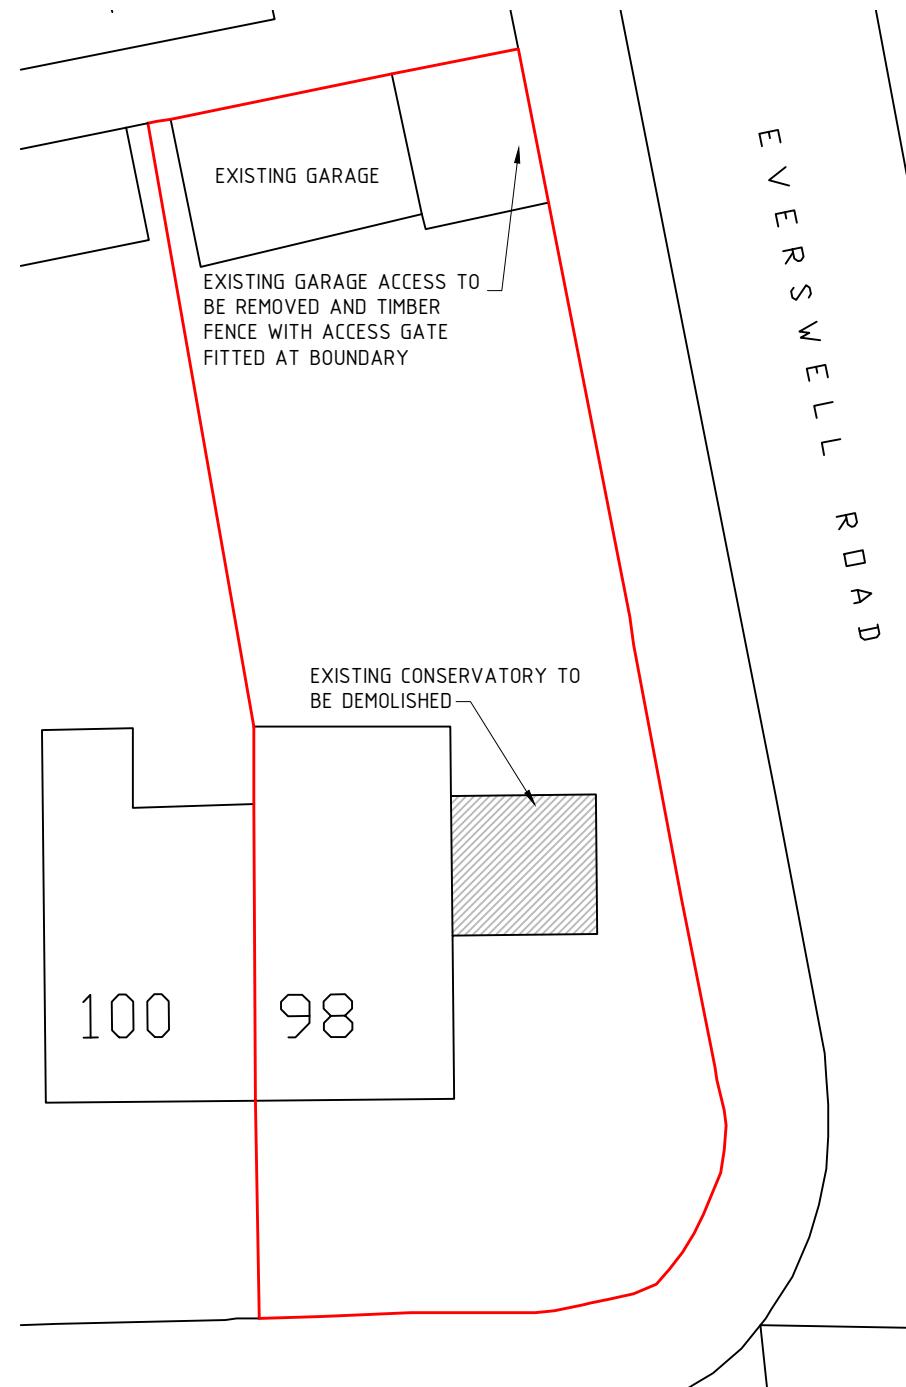 EXISTING GARAGE
EXISTING GARAGE ACCESS TO
BE REMOVED AND TIMBER
FENCE WITH ACCESS GATE
FITTED AT BOUNDARY
EVERSWELL ROAD
EXISTING CONSERVATORY TO
BE DEMOLISHED
100
98